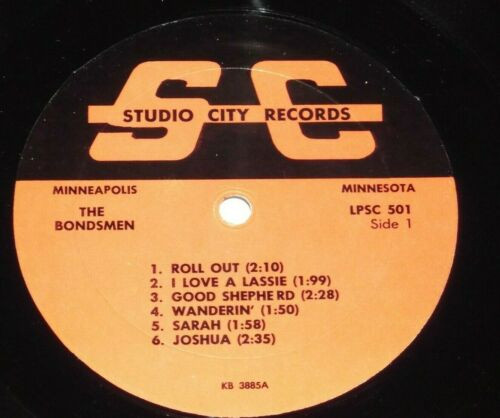 SC
STUDIO CITY RECORDS
MINNEAPOLIS
MINNESOTA
THE
BONDSMEN
LPSC 501
Side 1
1. ROLL OUT (2:10)
2. I LOVE A LASSIE (1:99)
3. GOOD SHEPHERD (2:28)
4. WANDERIN' (1:50)
5. SARAH (1:58)
6. JOSHUA (2:35)
KB 3885A